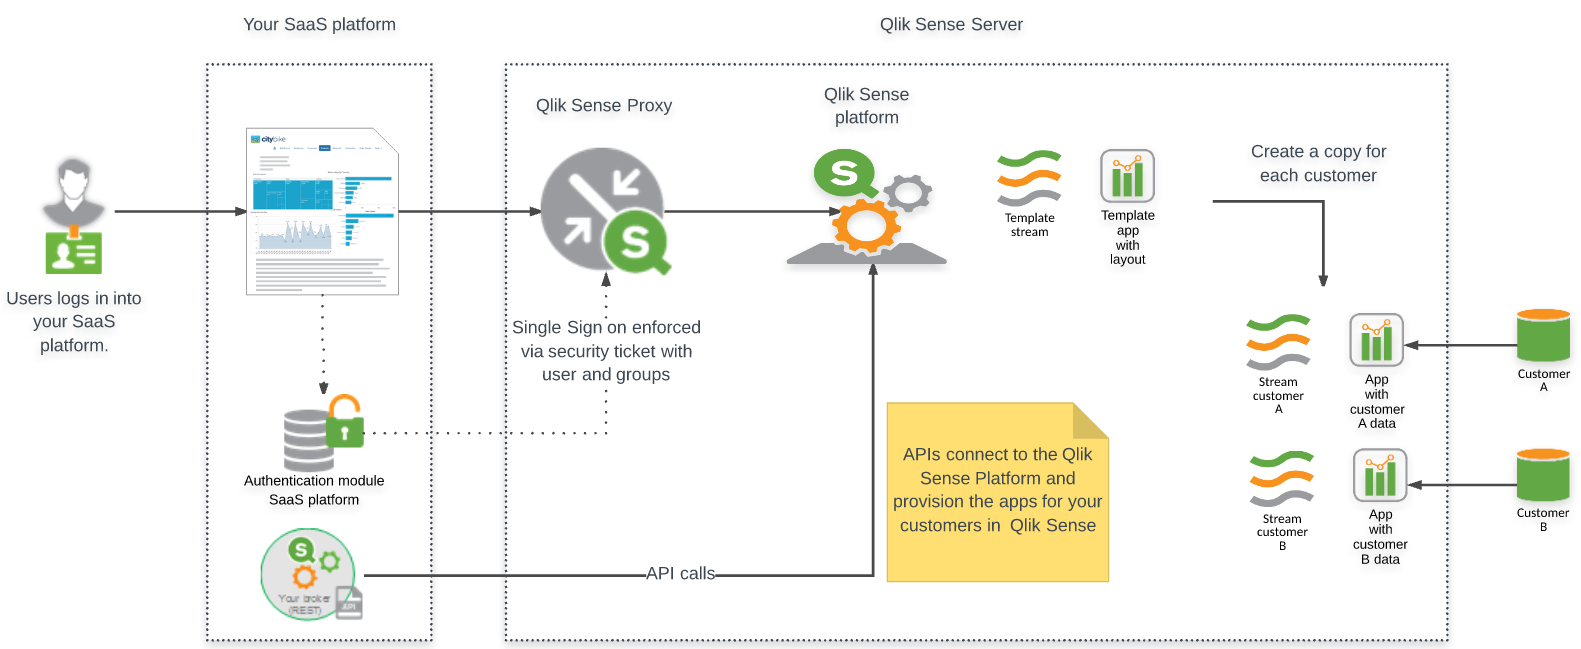 Your SaaS platform
Qlik Sense Server
Users logs in into
your SaaS
platform.
citybike
Authentication module
SaaS platform
Your broker
(REST)
API
Qlik Sense Proxy
Single Sign on enforced
via security ticket with
user and groups
API calls
Qlik Sense
platform
S
S
S
Template
stream
Template
app
with
layout
Create a copy for
each customer
APIs connect to the Qlik
Sense Platform and
provision the apps for your
customers in Qlik Sense
Stream
customer
A
App
with
customer
A data
Customer
A
Stream
customer
B
App
with
customer
B data
Customer
B